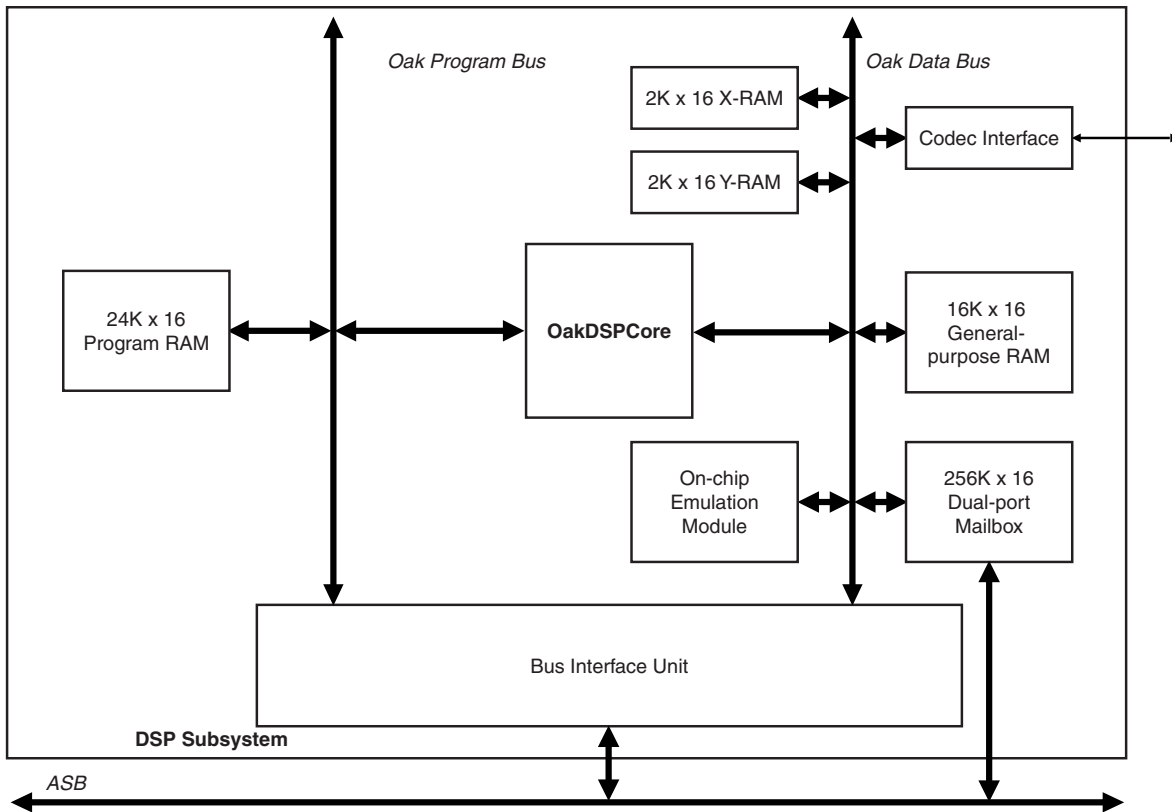 Oak Program Bus
Oak Data Bus
2K x 16 X-RAM
Codec Interface
2K x 16 Y-RAM
24K x 16
Program RAM
OakDSPCore
16K x 16
General-
purpose RAM
On-chip
Emulation
Module
256K x 16
Dual-port
Mailbox
Bus Interface Unit
DSP Subsystem
ASB